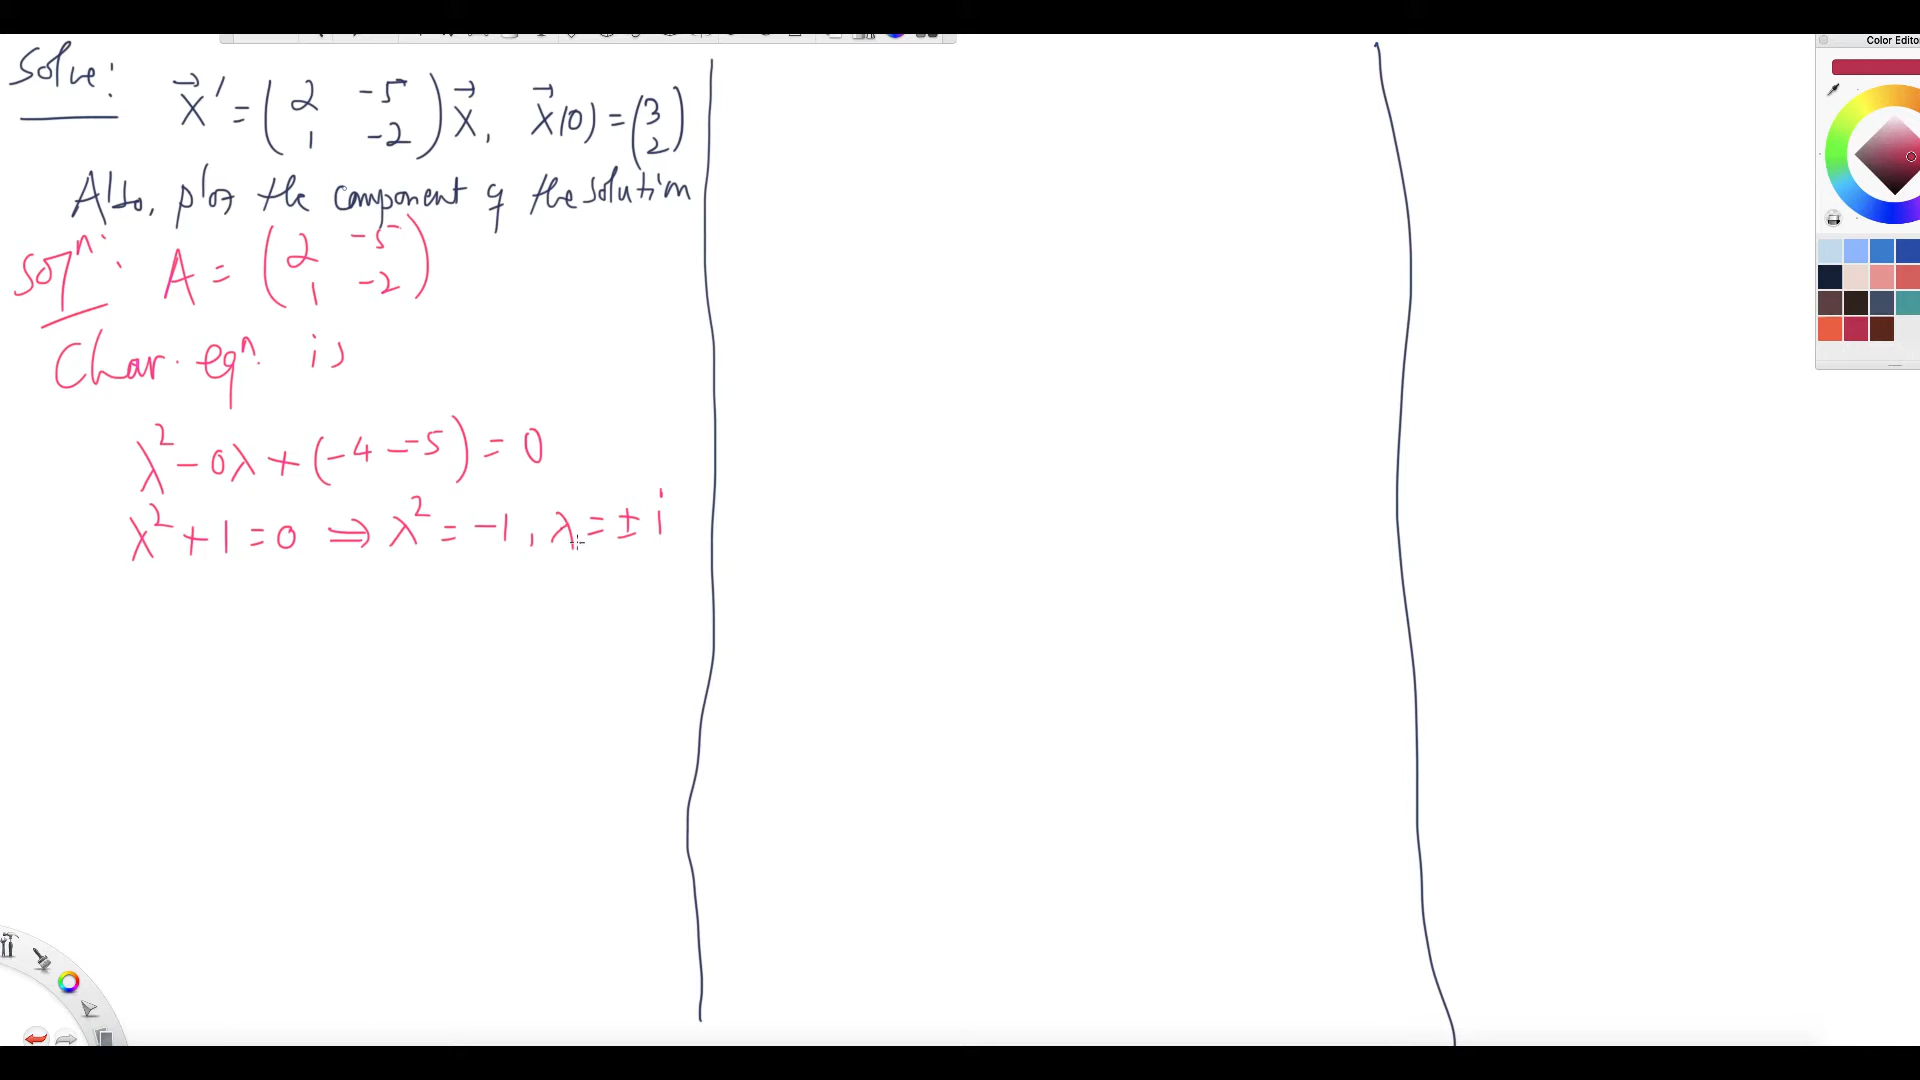 Solve: X⃗' = (2 -5; 1 -2) X⃗, X⃗(0) = (3; 2)
Also, plot the component of the solution
Solⁿ: A = (2 -5; 1 -2)
Char. eqⁿ. is
λ² - 0λ + (-4 - -5) = 0
λ² + 1 = 0 ⇒ λ² = -1, λ = ± i
Color Editor